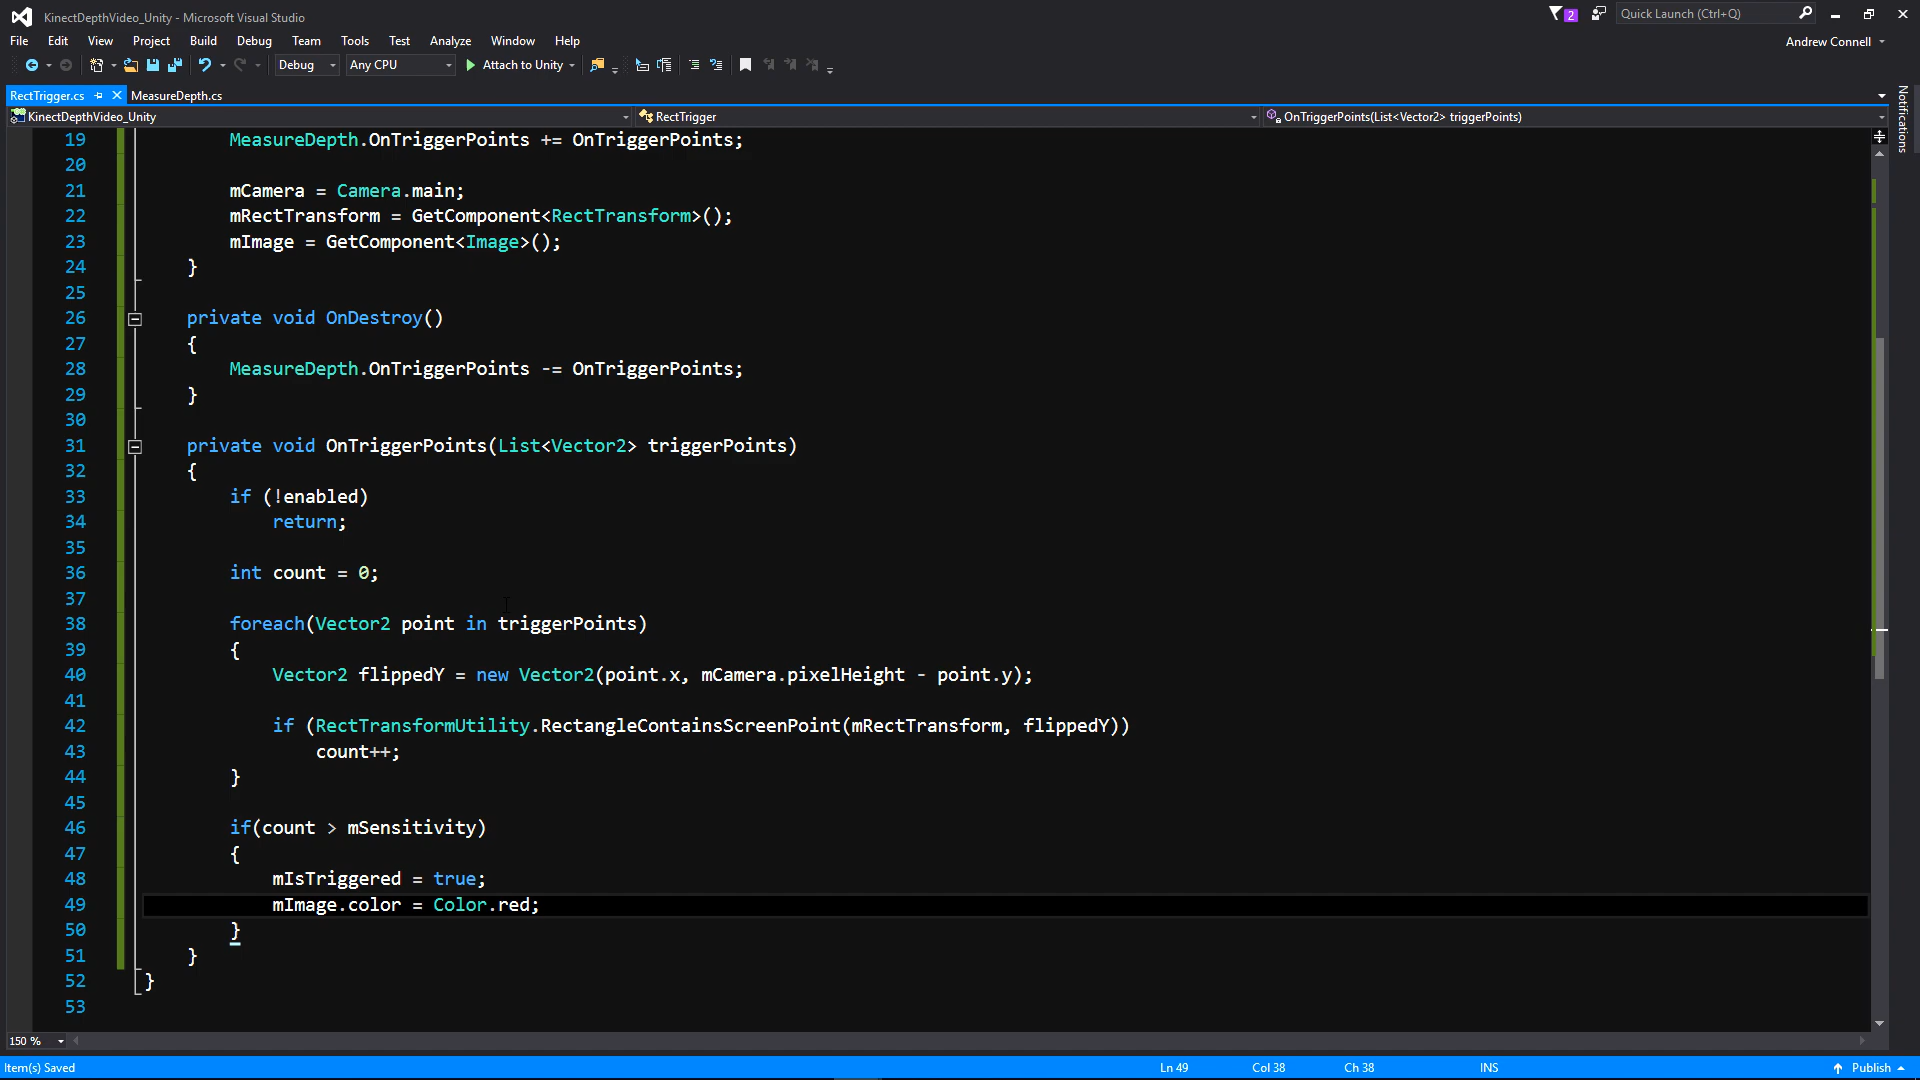 KinectDepthVideo_Unity - Microsoft Visual Studio
2
Quick Launch (Ctrl+Q)
File Edit View Project Build Debug Team Tools Test Analyze Window Help
Andrew Connell
Debug Any CPU Attach to Unity
RectTrigger.cs MeasureDepth.cs
Notifications
KinectDepthVideo_Unity RectTrigger OnTriggerPoints(List<Vector2> triggerPoints)
19 MeasureDepth.OnTriggerPoints += OnTriggerPoints;
20
21 mCamera = Camera.main;
22 mRectTransform = GetComponent<RectTransform>();
23 mImage = GetComponent<Image>();
24 }
25
26 private void OnDestroy()
27 {
28 MeasureDepth.OnTriggerPoints -= OnTriggerPoints;
29 }
30
31 private void OnTriggerPoints(List<Vector2> triggerPoints)
32 {
33 if (!enabled)
34 return;
35
36 int count = 0;
37
38 foreach(Vector2 point in triggerPoints)
39 {
40 Vector2 flippedY = new Vector2(point.x, mCamera.pixelHeight - point.y);
41
42 if (RectTransformUtility.RectangleContainsScreenPoint(mRectTransform, flippedY))
43 count++;
44 }
45
46 if(count > mSensitivity)
47 {
48 mIsTriggered = true;
49 mImage.color = Color.red;
50 }
51 }
52 }
53
150 %
Item(s) Saved Ln 49 Col 38 Ch 38 INS Publish